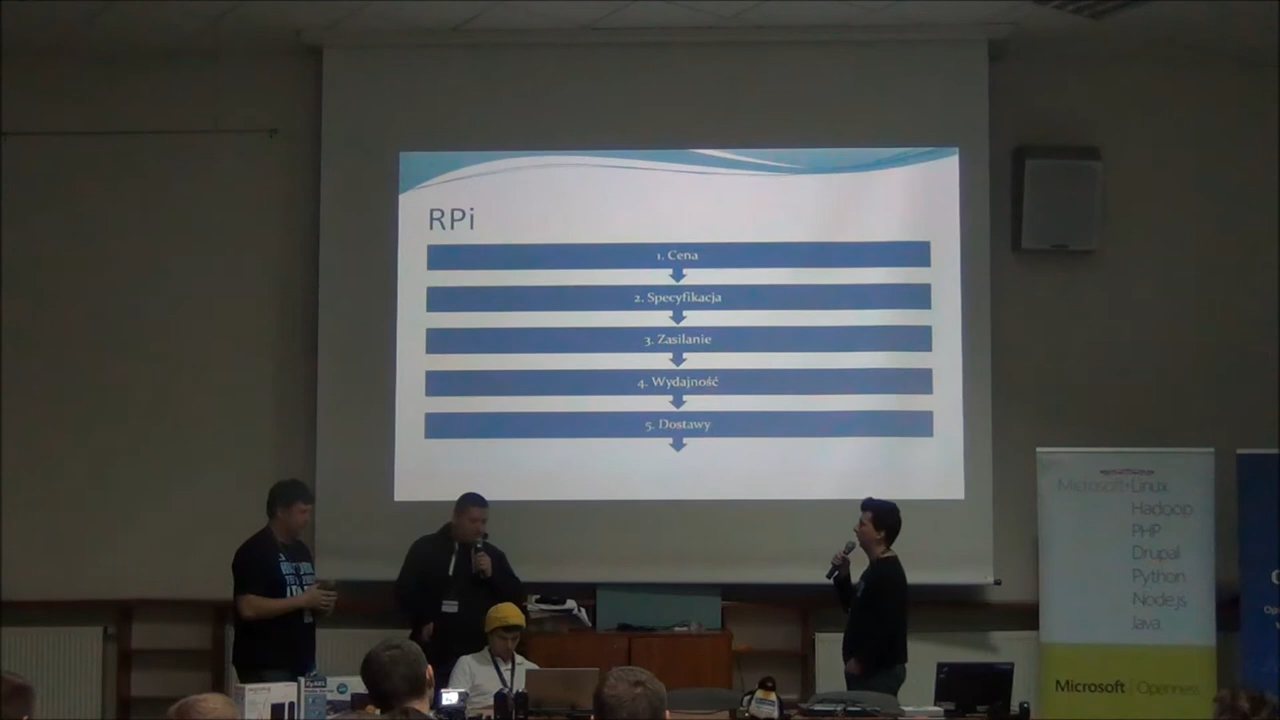 RPi
1. Cena
2. Specyfikacja
3. Zasilanie
4. Wydajność
5. Dostawy
Microsoft+Linux
Hadoop
PHP
Drupal
Python
Node.js
Java
Microsoft | Openness
ZyXEL